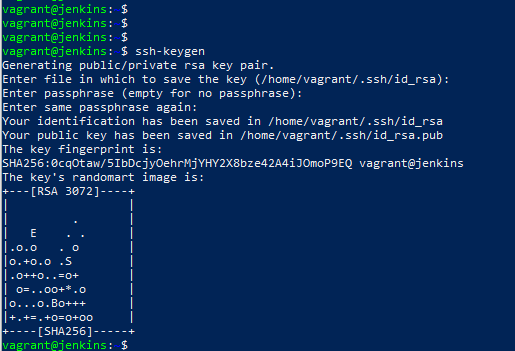 vagrant@jenkins: $
vagrant@jenkins: $
vagrant@jenkins: $
vagrant@jenkins: $ ssh-keygen
Generating public/private rsa key pair.
Enter file in which to save the key (/home/vagrant/.ssh/id_rsa):
Enter passphrase (empty for no passphrase):
Enter same passphrase again:
Your identification has been saved in /home/vagrant/.ssh/id_rsa
Your public key has been saved in /home/vagrant/.ssh/id_rsa.pub
The key fingerprint is:
SHA256:0cqOtaw/5IbDcjyOehrMjYHY2X8bze42A4iJOmoP9EQ vagrant@jenkins
The key's randomart image is:
+---[RSA 3072]----+
|                 |
|        .        |
|   E    . .      |
|.o.o   . o       |
|o.+o.o .S        |
|.o++o..=o+       |
| o=..oo+*.o      |
|o...o.Bo+++      |
|+.+=.+o=o+oo     |
+----[SHA256]-----+
vagrant@jenkins: $